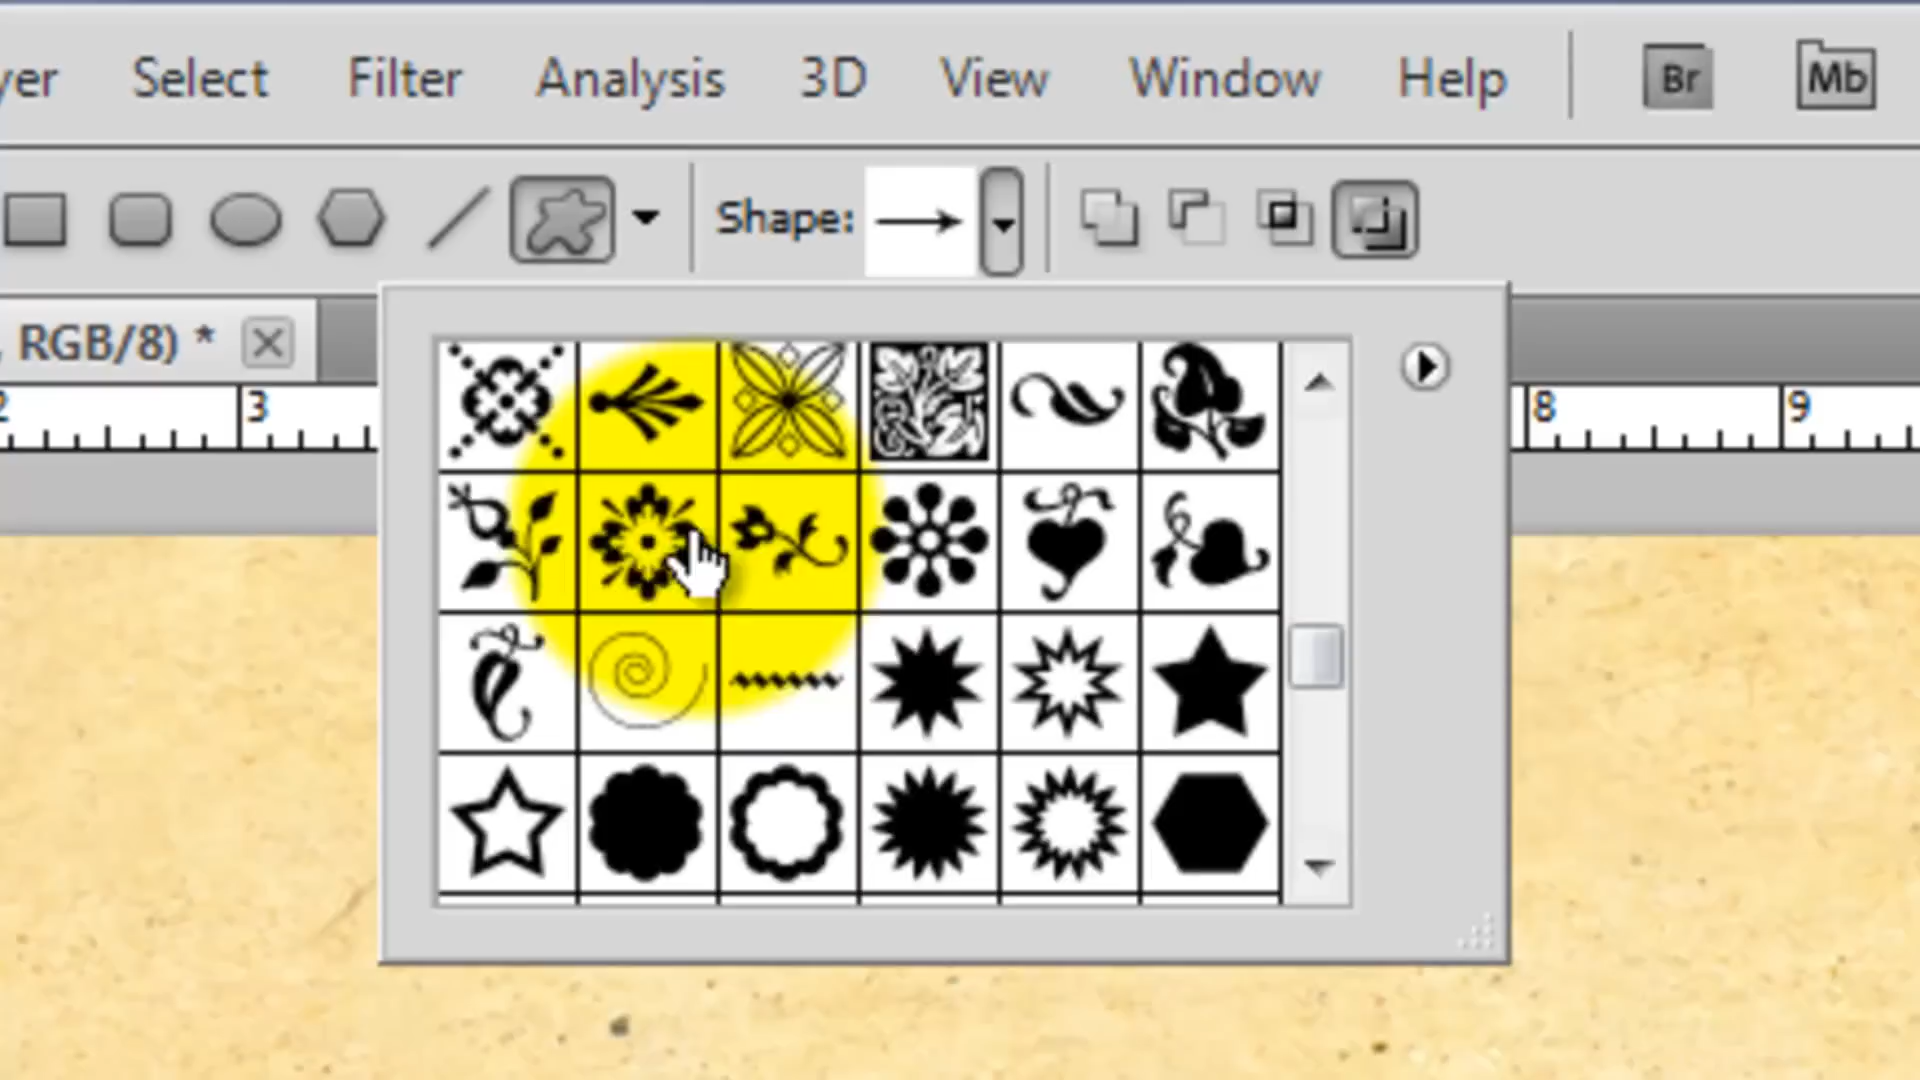 yer Select Filter Analysis 3D View Window Help Br Mb
Shape:
, RGB/8) *
2 3 8 9